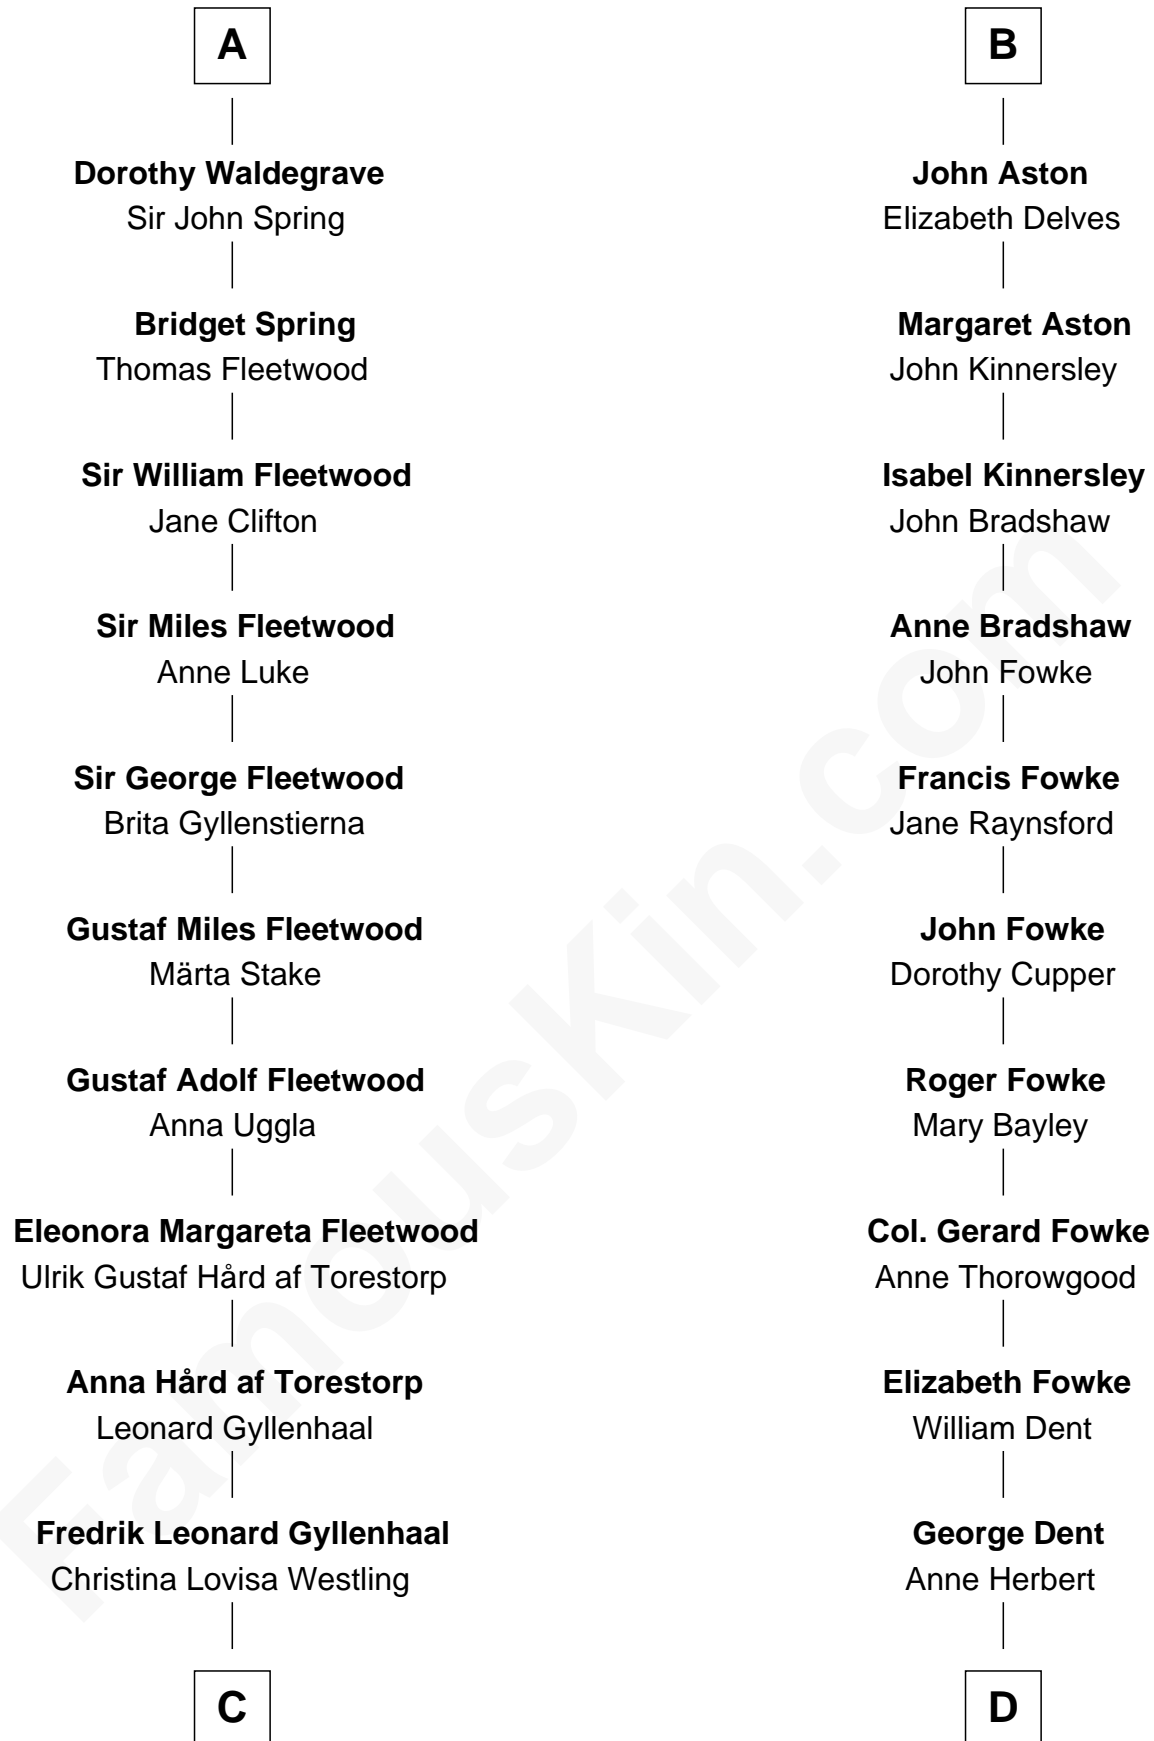 A
Dorothy Waldegrave
Sir John Spring
Bridget Spring
Thomas Fleetwood
Sir William Fleetwood
Jane Clifton
Sir Miles Fleetwood
Anne Luke
Sir George Fleetwood
Brita Gyllenstierna
Gustaf Miles Fleetwood
Märta Stake
Gustaf Adolf Fleetwood
Anna Uggla
Eleonora Margareta Fleetwood
Ulrik Gustaf Hård af Torestorp
Anna Hård af Torestorp
Leonard Gyllenhaal
Fredrik Leonard Gyllenhaal
Christina Lovisa Westling
C
B
John Aston
Elizabeth Delves
Margaret Aston
John Kinnersley
Isabel Kinnersley
John Bradshaw
Anne Bradshaw
John Fowke
Francis Fowke
Jane Raynsford
John Fowke
Dorothy Cupper
Roger Fowke
Mary Bayley
Col. Gerard Fowke
Anne Thorowgood
Elizabeth Fowke
William Dent
George Dent
Anne Herbert
D
FamousKin.com